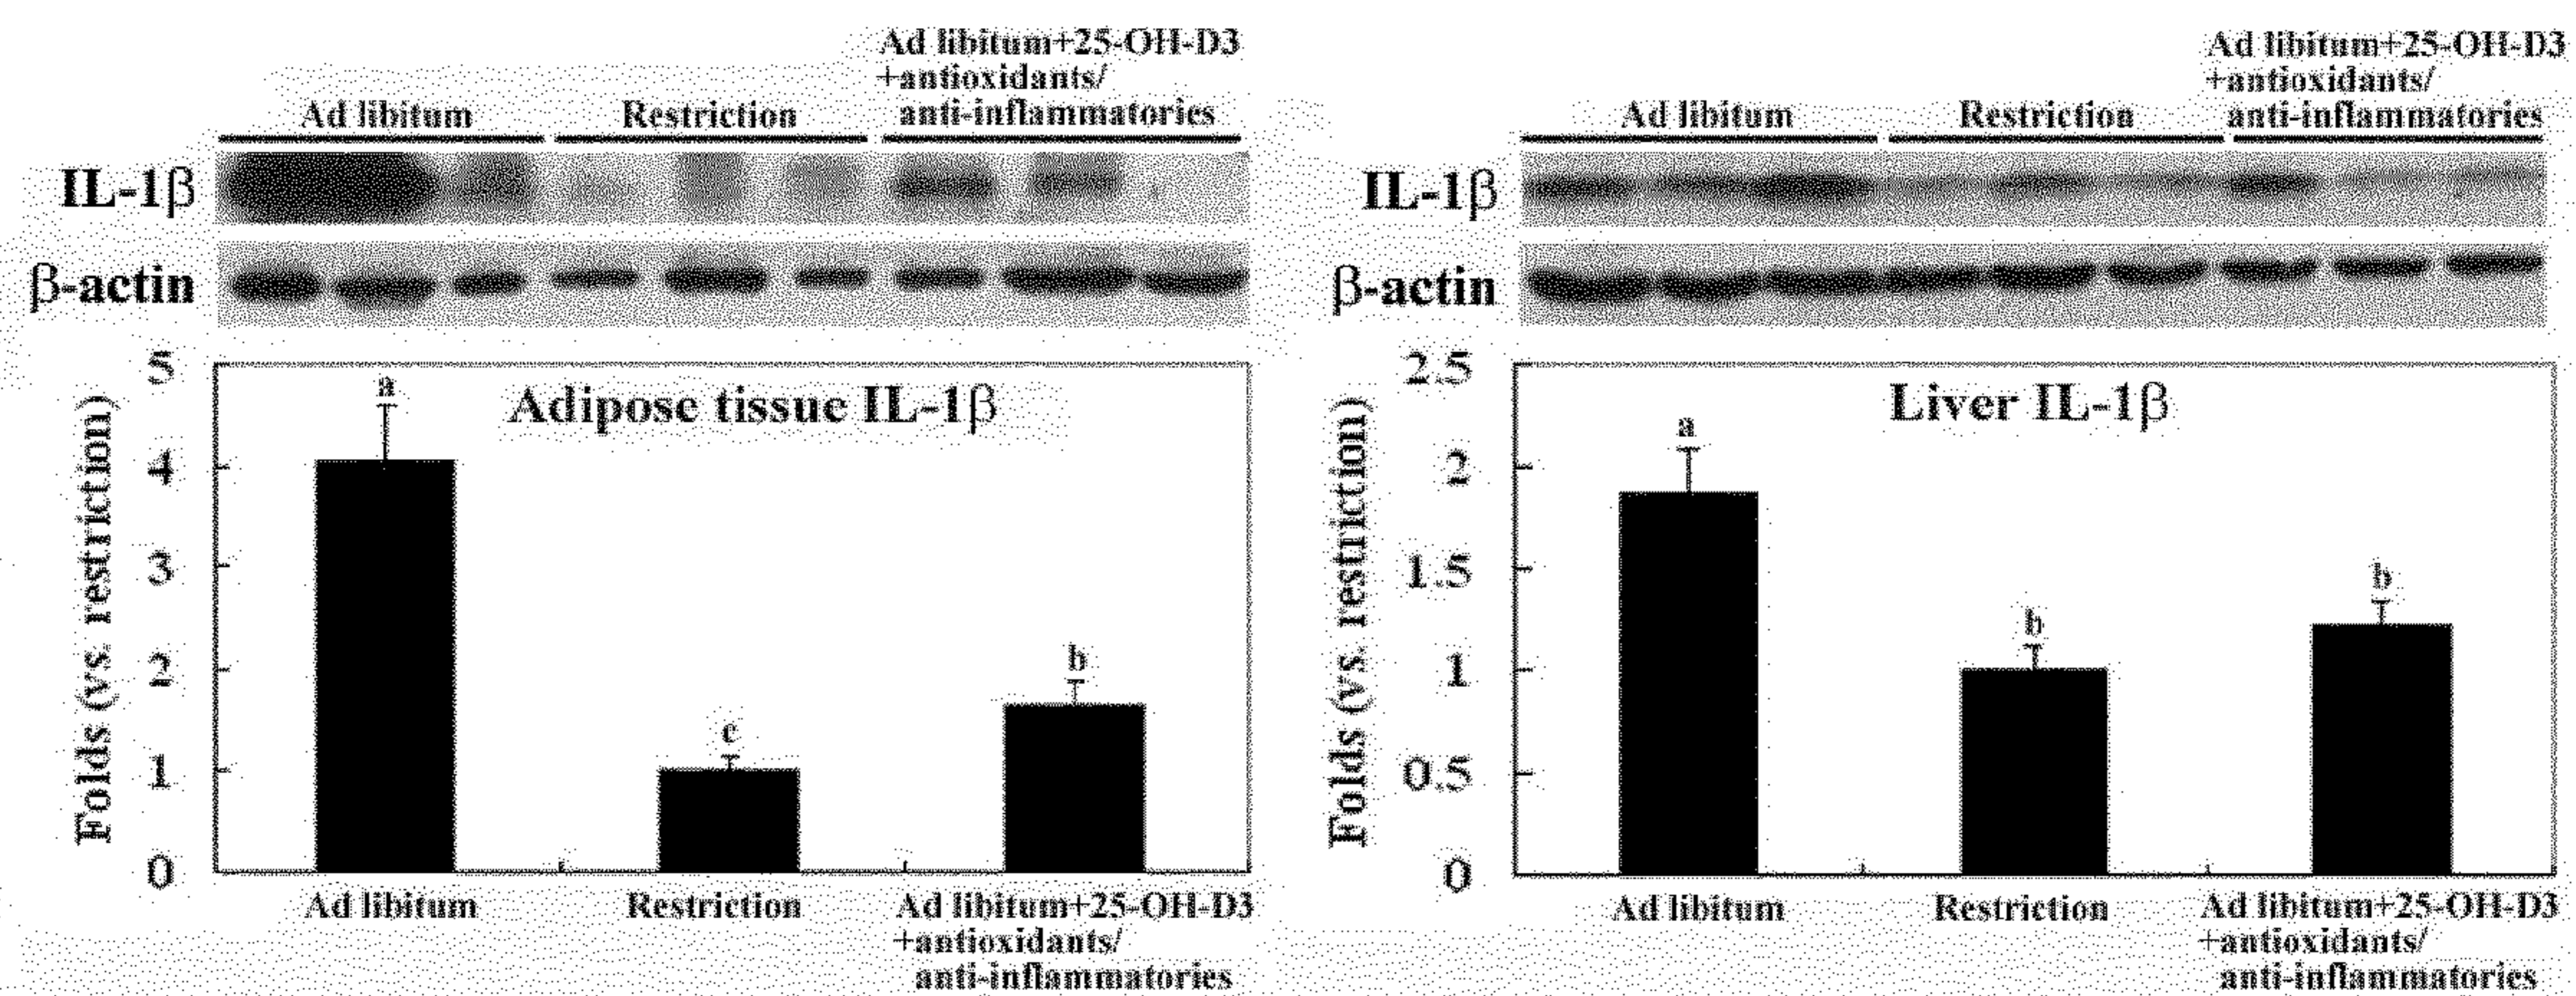 Ad libitum
Restriction
Ad libitum+25-OH-D3
+antioxidants/
anti-inflammatories
IL-1β
β-actin
Adipose tissue IL-1β
Folds (vs. restriction)
5
4
3
2
1
0
a
c
b
Ad libitum
Restriction
Ad libitum+25-OH-D3
+antioxidants/
anti-inflammatories
Ad libitum
Restriction
Ad libitum+25-OH-D3
+antioxidants/
anti-inflammatories
IL-1β
β-actin
Liver IL-1β
Folds (vs. restriction)
2.5
2
1.5
1
0.5
0
a
b
b
Ad libitum
Restriction
Ad libitum+25-OH-D3
+antioxidants/
anti-inflammatories